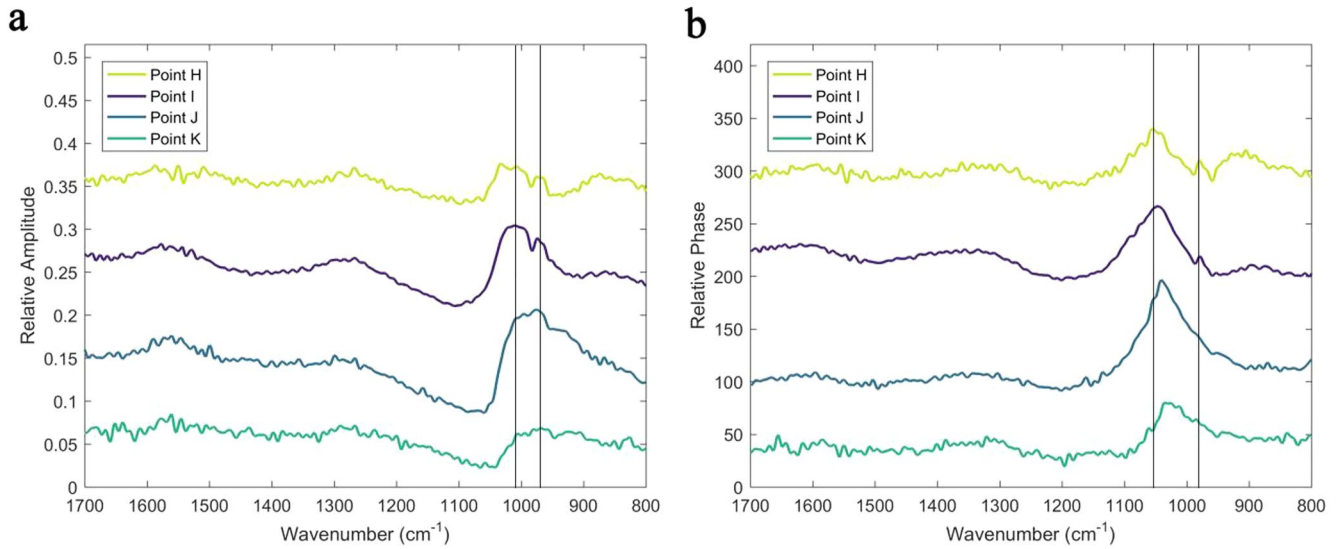 a
0.5
0.45
0.4
0.35
0.3
0.25
0.2
0.15
0.1
0.05
0
Relative Amplitude
Point H
Point I
Point J
Point K
1700 1600 1500 1400 1300 1200 1100 1000 900 800
Wavenumber (cm⁻¹)
b
400
350
300
250
200
150
100
50
0
Relative Phase
Point H
Point I
Point J
Point K
1700 1600 1500 1400 1300 1200 1100 1000 900 800
Wavenumber (cm⁻¹)